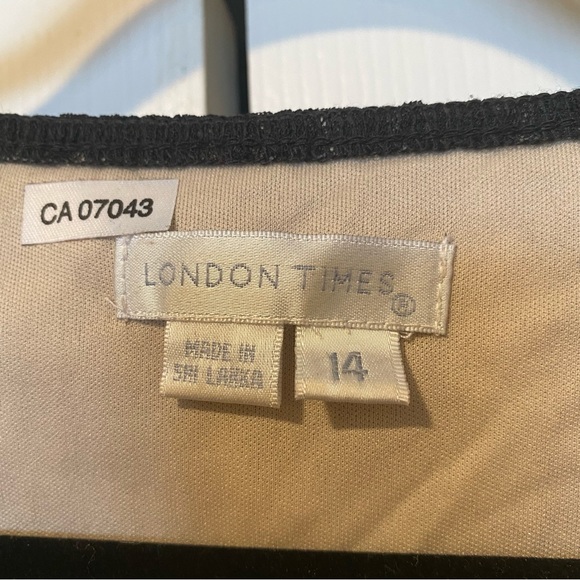 CA 07043
LONDON TIMES ®
MADE IN
SRI LANKA
14